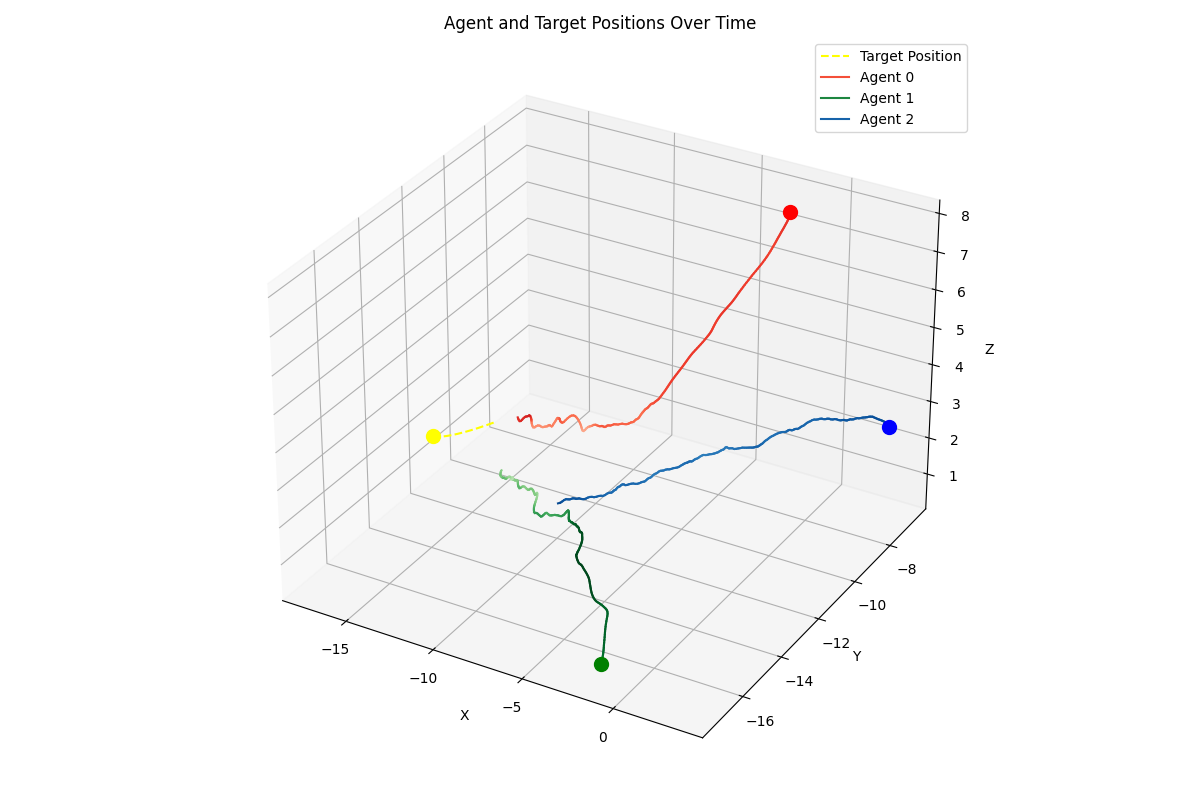 Agent and Target Positions Over Time
Target Position
Agent 0
Agent 1
Agent 2
8
7
6
5
4
3
2
1
Z
−8
−10
−12
−14
−16
Y
−15
−10
−5
0
X